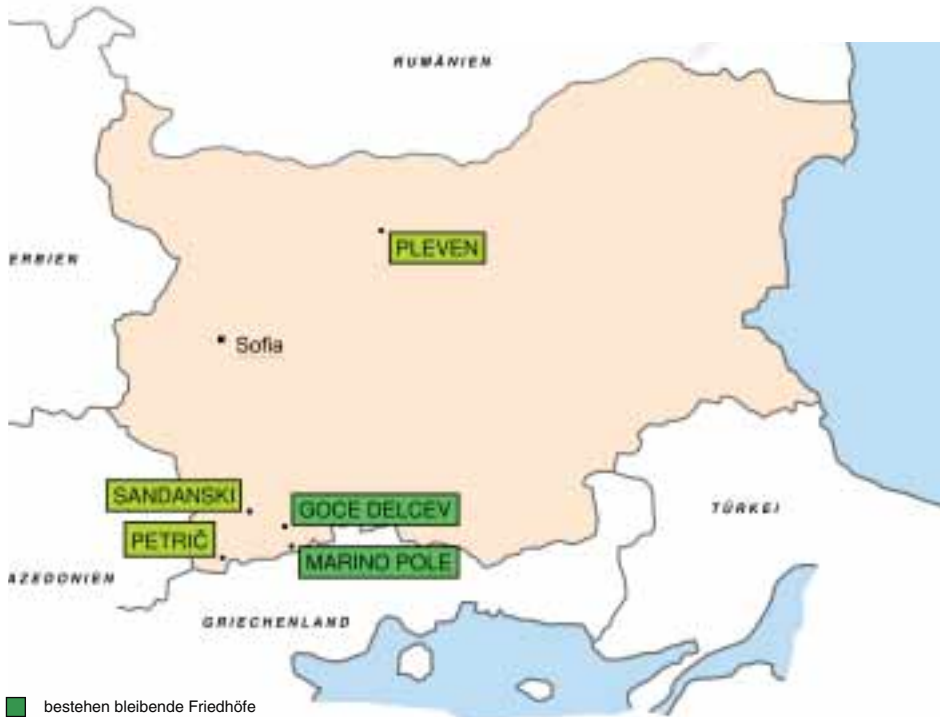 RUMÄNIEN
PLEVEN
ERBIEN
Sofia
SANDANSKI
GOCE DELCEV
TÜRKEI
PETRIČ
MARINO POLE
AZEDONIEN
GRIECHENLAND
bestehen bleibende Friedhöfe